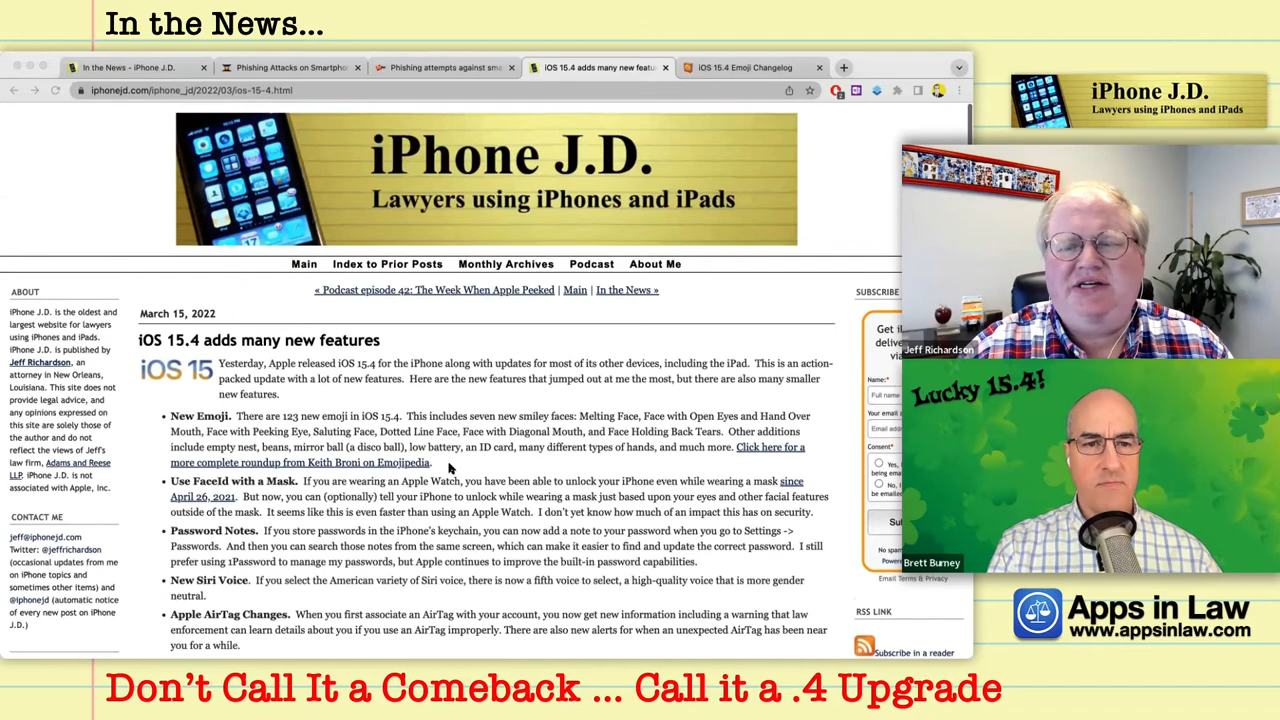 In the News...
In the News - iPhone J.D.
Phishing Attacks on Smartpho
Phishing attempts against sma
iOS 15.4 adds many new featu
iOS 15.4 Emoji Changelog
iphonejd.com/iphone_jd/2022/03/ios-15-4.html
iPhone J.D.
Lawyers using iPhones and iPads
Main
Index to Prior Posts
Monthly Archives
Podcast
About Me
ABOUT
iPhone J.D. is the oldest and
largest website for lawyers
using iPhones and iPads.
iPhone J.D. is published by
Jeff Richardson, an
attorney in New Orleans,
Louisiana. This site does
not provide legal advice, and
any opinions expressed on
this site are solely those of
the author and do not
reflect the views of Jeff's
law firm, Adams and Reese
LLP. iPhone J.D. is not
associated with Apple, Inc.
CONTACT ME
jeff@iphonejd.com
Twitter: @jeffrichardson
(occasional updates from
me on iPhone topics and
sometimes other items)
and @iphonejd (automatic
notice of every new post on iPhone
J.D.)
« Podcast episode 42: The Week When Apple Peeked | Main | In the News »
March 15, 2022
iOS 15.4 adds many new features
iOS 15
Yesterday, Apple released iOS 15.4 for the iPhone along with updates for most of its other devices, including the iPad. This is an action-
packed update with a lot of new features. Here are the new features that jumped out at me the most, but there are also many smaller
new features.
• New Emoji. There are 123 new emoji in iOS 15.4. This includes seven new smiley faces: Melting Face, Face with Open Eyes and Hand Over
Mouth, Face with Peeking Eye, Saluting Face, Dotted Line Face, Face with Diagonal Mouth, and Face Holding Back Tears. Other additions
include empty nest, beans, mirror ball (a disco ball), low battery, an ID card, many different types of hands, and much more. Click here for a
more complete roundup from Keith Broni on Emojipedia.
• Use FaceId with a Mask. If you are wearing an Apple Watch, you have been able to unlock your iPhone even while wearing a mask since
April 26, 2021. But now, you can (optionally) tell your iPhone to unlock while wearing a mask just based upon your eyes and other facial features
outside of the mask. It seems like this is even faster than using an Apple Watch. I don't yet know how much of an impact this has on security.
• Password Notes. If you store passwords in the iPhone's keychain, you can now add a note to your password when you go to Settings ->
Passwords. And then you can search those notes from the same screen, which can make it easier to find and update the correct password. I still
prefer using 1Password to manage my passwords, but Apple continues to improve the built-in password capabilities.
• New Siri Voice. If you select the American variety of Siri voice, there is now a fifth voice to select, a high-quality voice that is more gender
neutral.
• Apple AirTag Changes. When you first associate an AirTag with your account, you now get new information including a warning that law
enforcement can learn details about you if you use an AirTag improperly. There are also new alerts for when an unexpected AirTag has been near
you for a while.
SUBSCRIBE
Get i
deliver
v
Name:
Full name
Your email
Email addre
Consent
Yes,
No,
Su
No spam
Power
Email Terms & Privacy
RSS LINK
Subscribe in a reader
iPhone J.D.
Lawyers using iPhones and iPads
Jeff Richardson
Lucky 15.4!
Brett Burney
Apps in Law
www.appsinlaw.com
Don't Call It a Comeback ... Call it a .4 Upgrade